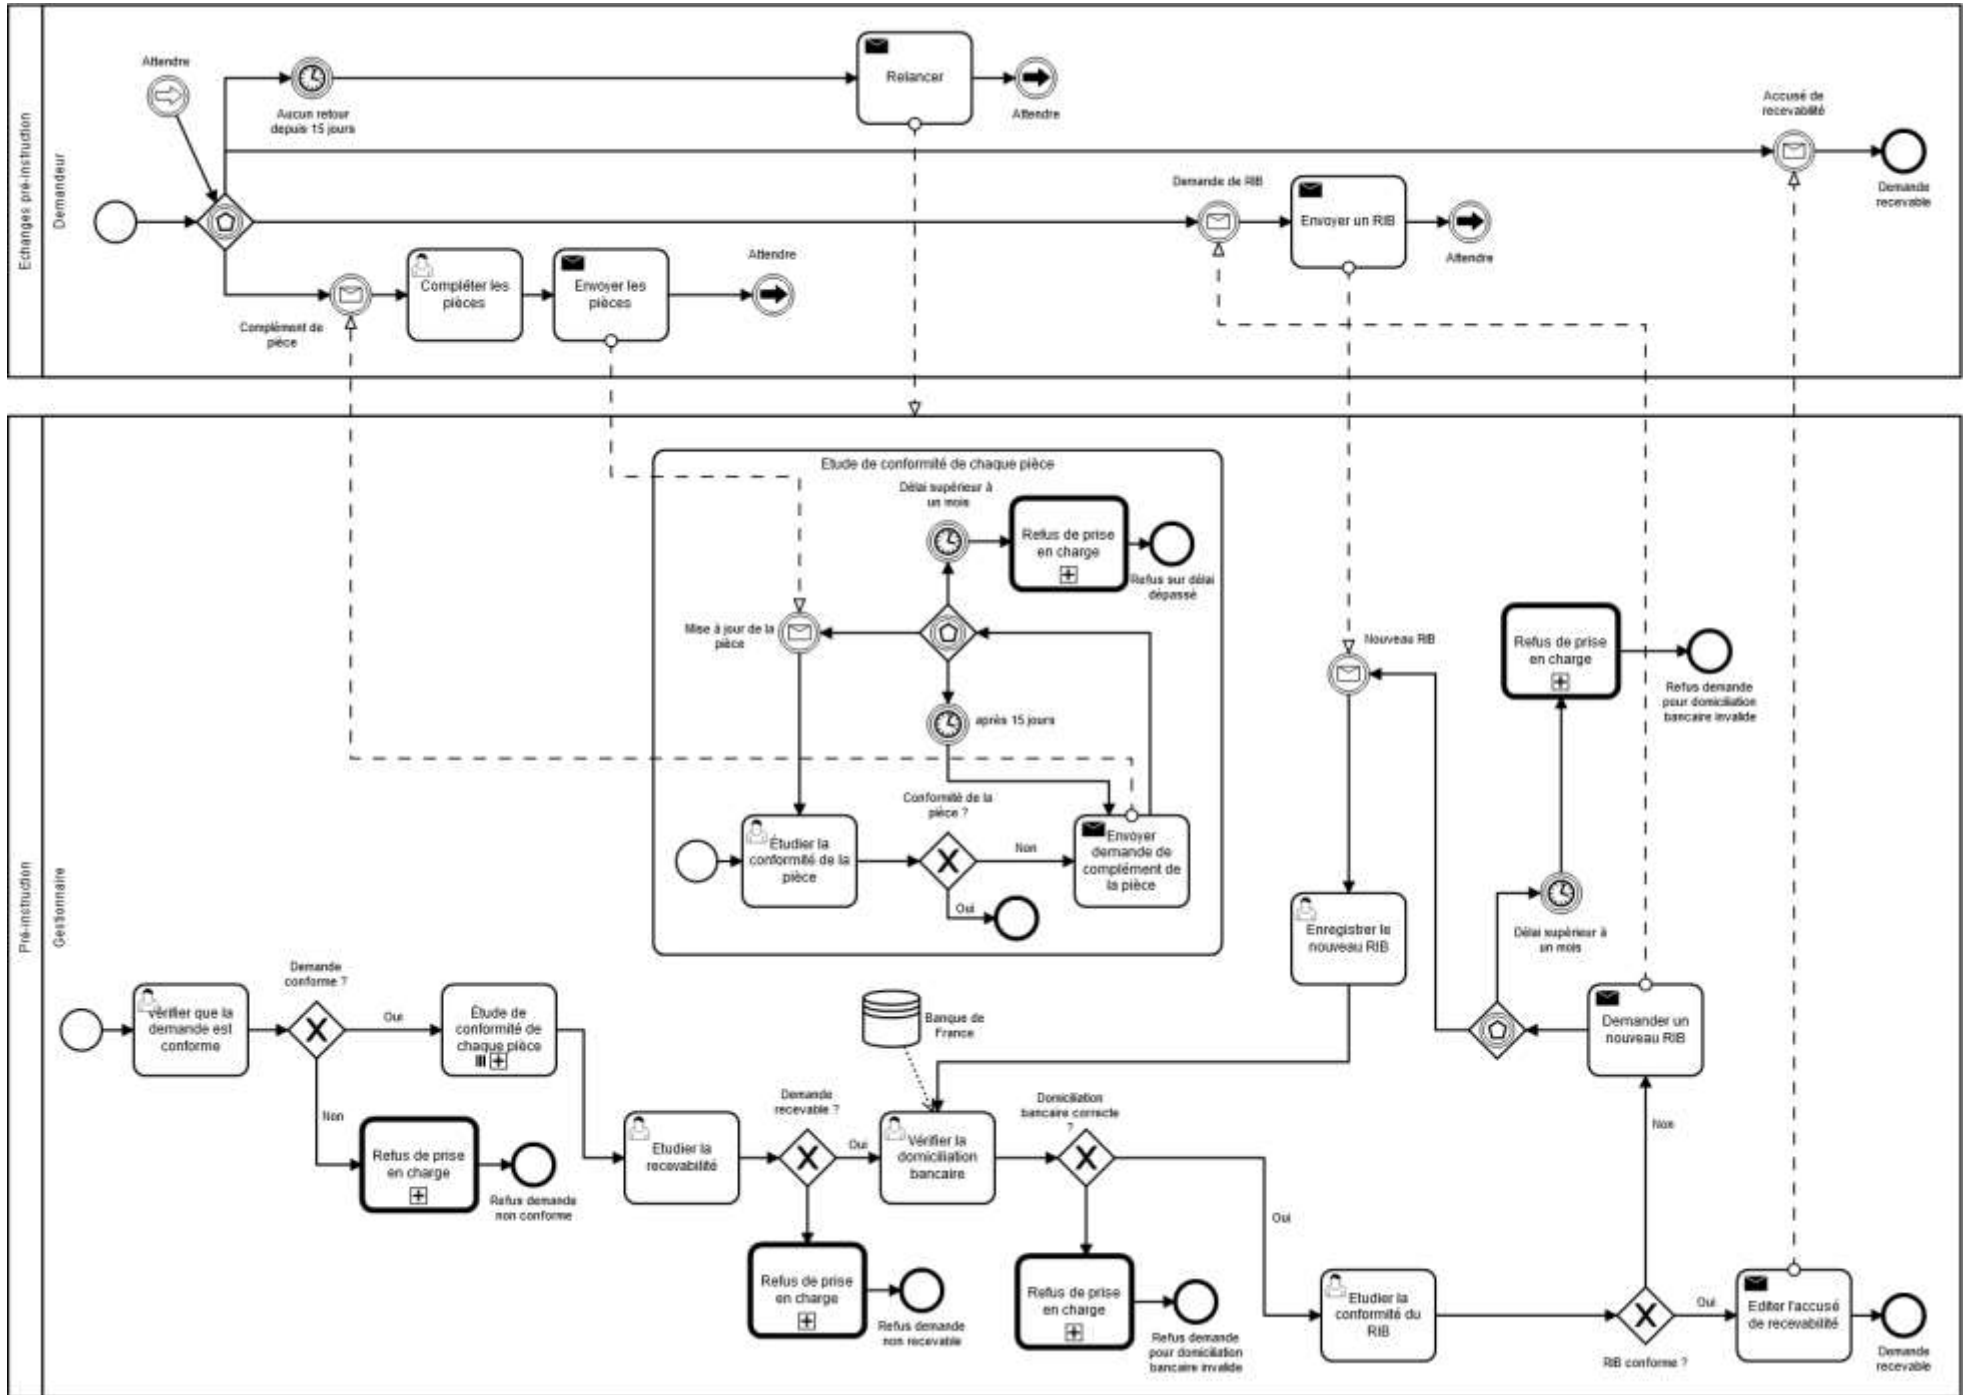 Echanges pré-instruction
Demandeur
Attendre
Aucun retour
depuis 15 jours
Relancer
Attendre
Accusé de
recevabilité
Demande
recevable
Demande de RIB
Envoyer un RIB
Attendre
Complément de
pièce
Compléter les
pièces
Envoyer les
pièces
Attendre
Pré-instruction
Gestionnaire
Etude de conformité de chaque pièce
Délai supérieur à
un mois
Refus de prise
en charge
Refus sur délai
dépassé
Mise à jour de la
pièce
après 15 jours
Conformité de la
pièce ?
Étudier la
conformité de la
pièce
Non
Oui
Envoyer
demande de
complément de
la pièce
Nouveau RIB
Refus de prise
en charge
Refus demande
pour domiciliation
bancaire invalide
Enregistrer le
nouveau RIB
Délai supérieur à
un mois
Demander un
nouveau RIB
Non
Vérifier que la
demande est
conforme
Demande
conforme ?
Oui
Non
Étude de
conformité de
chaque pièce
Refus de prise
en charge
Refus demande
non conforme
Banque de
France
Etudier la
recevabilité
Demande
recevable ?
Oui
Vérifier la
domiciliation
bancaire
Domiciliation
bancaire correcte
?
Oui
Refus de prise
en charge
Refus demande
non recevable
Refus de prise
en charge
Refus demande
pour domiciliation
bancaire invalide
Etudier la
conformité du
RIB
RIB conforme ?
Oui
Editer l'accusé
de recevabilité
Demande
recevable